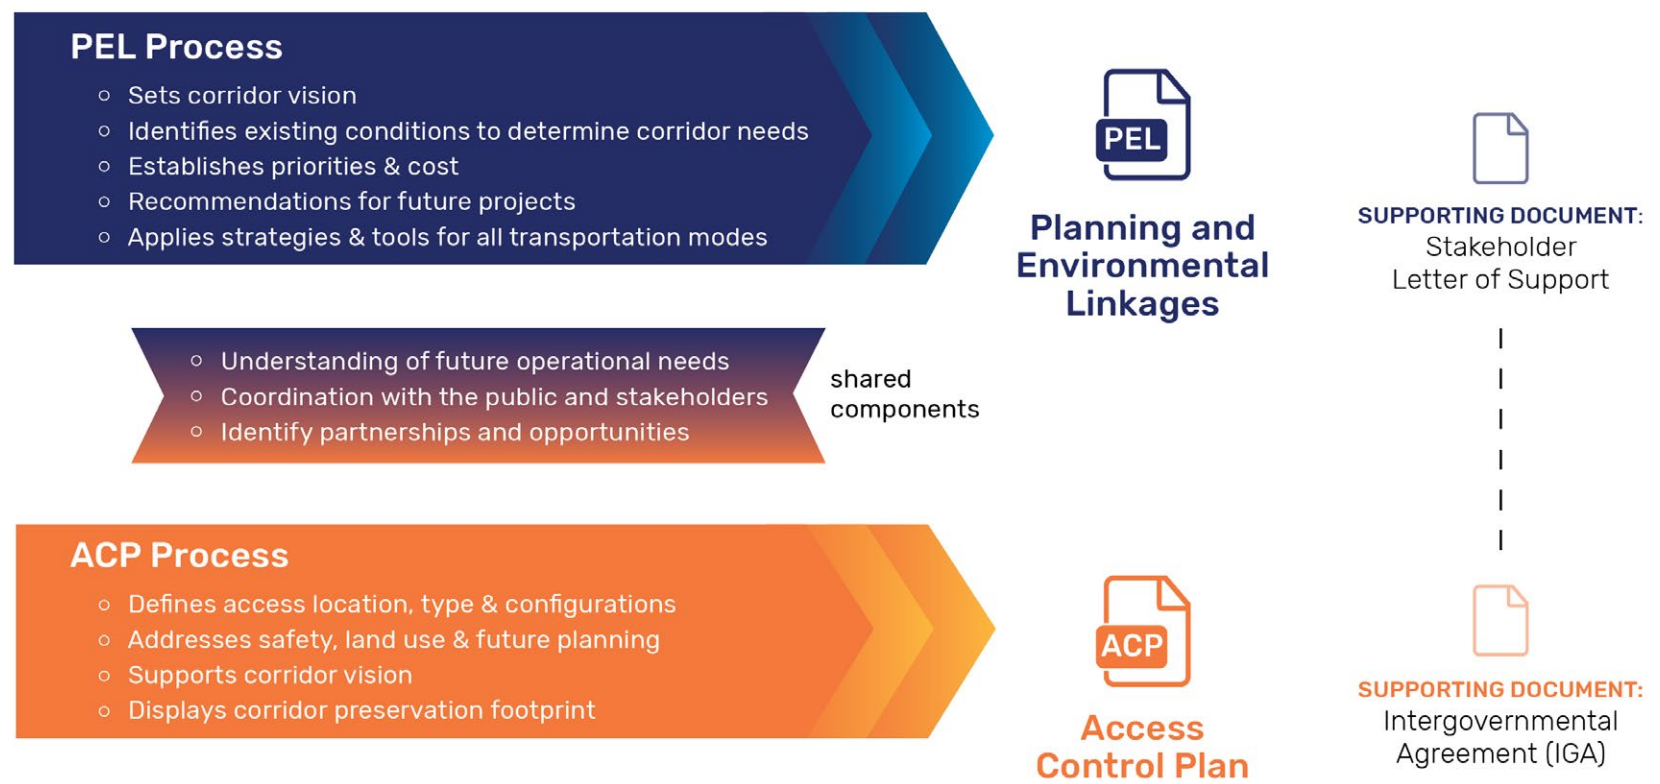 PEL Process
Sets corridor vision
Identifies existing conditions to determine corridor needs
Establishes priorities & cost
Recommendations for future projects
Applies strategies & tools for all transportation modes
PEL
Planning and
Environmental
Linkages
SUPPORTING DOCUMENT:
Stakeholder
Letter of Support
Understanding of future operational needs
Coordination with the public and stakeholders
Identify partnerships and opportunities
shared
components
ACP Process
Defines access location, type & configurations
Addresses safety, land use & future planning
Supports corridor vision
Displays corridor preservation footprint
ACP
Access
Control Plan
SUPPORTING DOCUMENT:
Intergovernmental
Agreement (IGA)